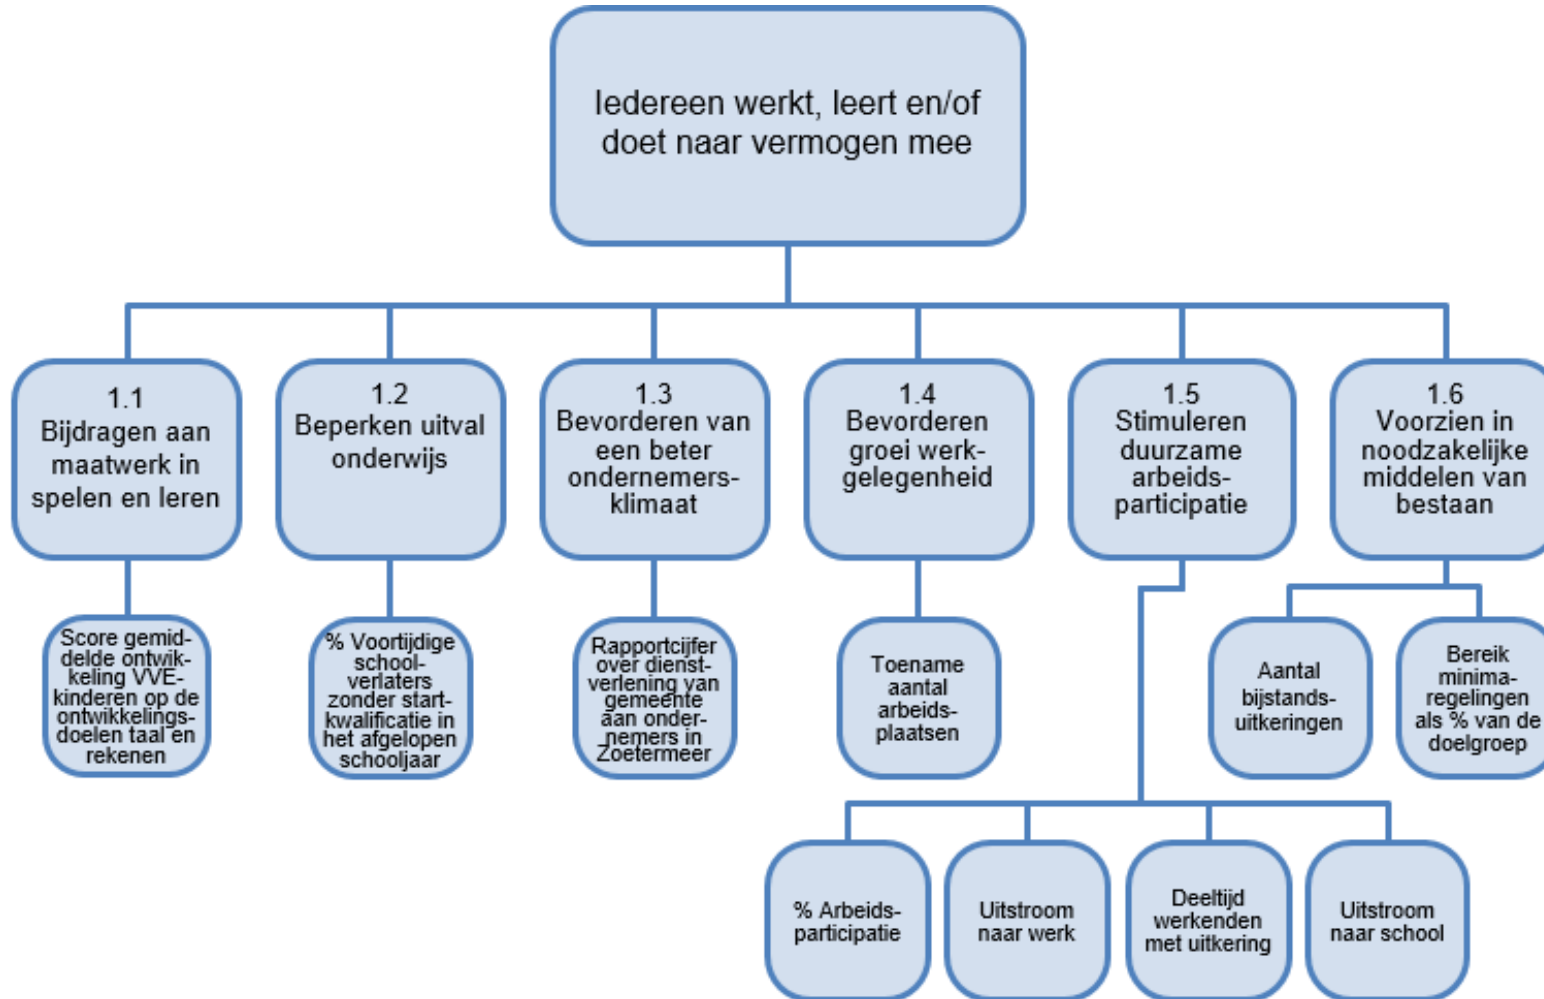 Iedereen werkt, leert en/of
doet naar vermogen mee
1.1
Bijdragen aan
maatwerk in
spelen en leren
1.2
Beperken uitval
onderwijs
1.3
Bevorderen van
een beter
ondernemers-
klimaat
1.4
Bevorderen
groei werk-
gelegenheid
1.5
Stimuleren
duurzame
arbeids-
participatie
1.6
Voorzien in
noodzakelijke
middelen van
bestaan
Score gemid-
delde ontwik-
keling VVE-
kinderen op de
ontwikkelings-
doelen taal en
rekenen
% Voortijdige
school-
verlaters
zonder start-
kwalificatie in
het afgelopen
schooljaar
Rapportcijfer
over dienst-
verlening van
gemeente
aan onder-
nemers in
Zoetermeer
Toename
aantal
arbeids-
plaatsen
Aantal
bijstands-
uitkeringen
Bereik
minima-
regelingen
als % van de
doelgroep
% Arbeids-
participatie
Uitstroom
naar werk
Deeltijd
werkenden
met uitkering
Uitstroom
naar school